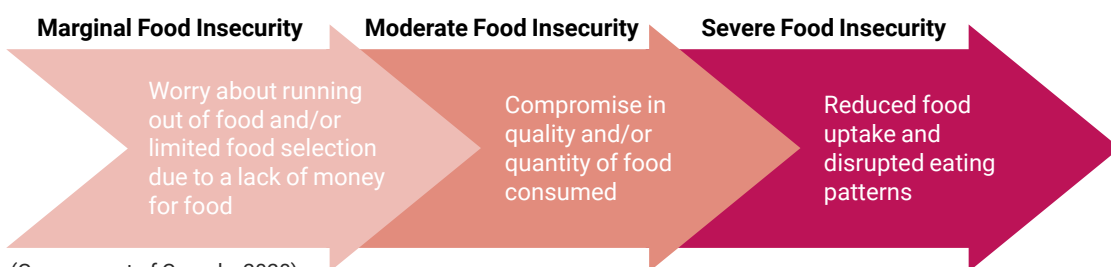 Marginal Food Insecurity
Moderate Food Insecurity
Severe Food Insecurity
Worry about running
out of food and/or
limited food selection
due to a lack of money
for food
Compromise in
quality and/or
quantity of food
consumed
Reduced food
uptake and
disrupted eating
patterns